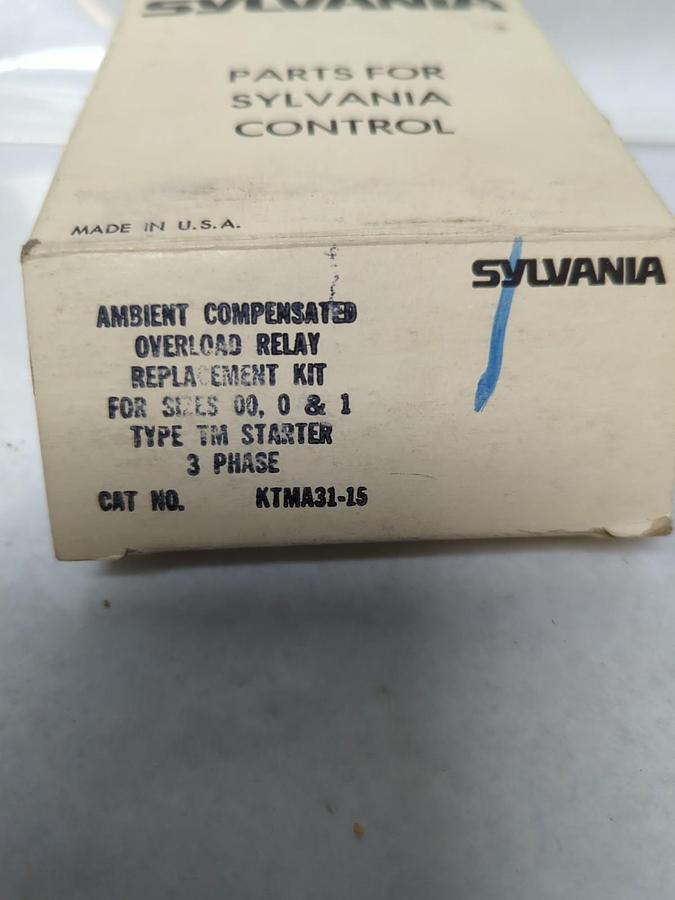 SYLVANIA
PARTS FOR
SYLVANIA
CONTROL
MADE IN U.S.A.
SYLVANIA
AMBIENT COMPENSATED
OVERLOAD RELAY
REPLACEMENT KIT
FOR SIZES 00, 0 & 1
TYPE TM STARTER
3 PHASE
CAT NO. KTMA31-15